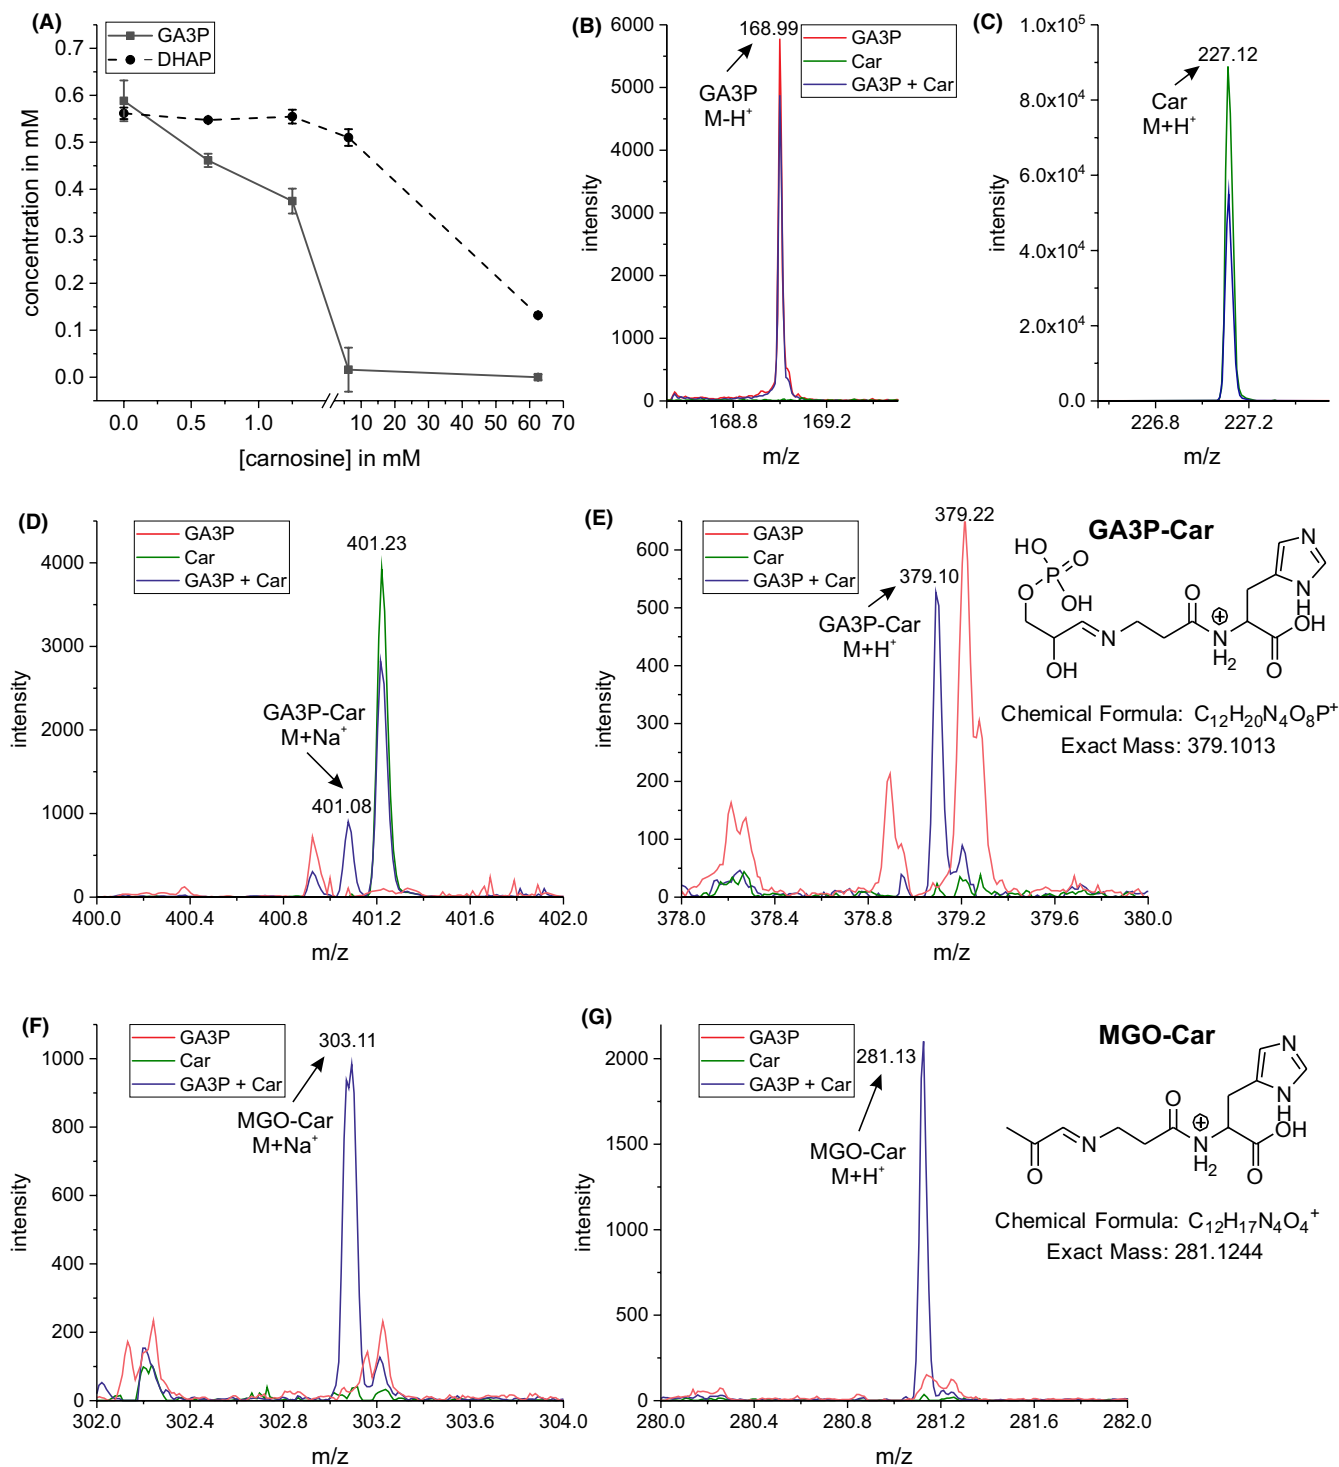 (A)
GA3P
DHAP
0.7
0.6
0.5
0.4
0.3
0.2
0.1
0.0
concentration in mM
0.0 0.5 1.0 10 20 30 40 50 60 70
[carnosine] in mM
(B)
168.99
GA3P
M-H⁺
GA3P
Car
GA3P + Car
6000
5000
4000
3000
2000
1000
0
intensity
168.8 169.2
m/z
(C)
227.12
Car
M+H⁺
1.0x10⁵
8.0x10⁴
6.0x10⁴
4.0x10⁴
2.0x10⁴
0.0
intensity
226.8 227.2
m/z
(D)
GA3P
Car
GA3P + Car
401.23
GA3P-Car
M+Na⁺
401.08
4000
3000
2000
1000
0
intensity
400.0 400.4 400.8 401.2 401.6 402.0
m/z
(E)
GA3P
Car
GA3P + Car
379.22
379.10
GA3P-Car
M+H⁺
600
500
400
300
200
100
0
intensity
378.0 378.4 378.8 379.2 379.6 380.0
m/z
GA3P-Car
HO O
P
O OH
OH
N
O
N
H₂
O
OH
N
N
H
Chemical Formula: C₁₂H₂₀N₄O₈P⁺
Exact Mass: 379.1013
(F)
GA3P
Car
GA3P + Car
303.11
MGO-Car
M+Na⁺
1000
800
600
400
200
0
intensity
302.0 302.4 302.8 303.2 303.6 304.0
m/z
(G)
GA3P
Car
GA3P + Car
281.13
MGO-Car
M+H⁺
2000
1500
1000
500
0
intensity
280.0 280.4 280.8 281.2 281.6 282.0
m/z
MGO-Car
O
N
O
N
H₂
O
OH
N
N
H
Chemical Formula: C₁₂H₁₇N₄O₄⁺
Exact Mass: 281.1244